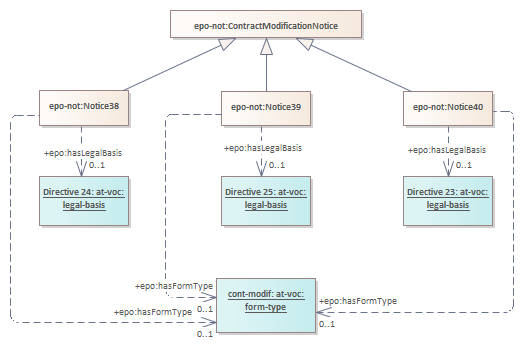 epo-not:ContractModificationNotice
epo-not:Notice38
epo-not:Notice39
epo-not:Notice40
+epo:hasLegalBasis
0..1
+epo:hasLegalBasis
0..1
+epo:hasLegalBasis
0..1
Directive 24: at-voc:
legal-basis
Directive 25: at-voc:
legal-basis
Directive 23: at-voc:
legal-basis
+epo:hasFormType
0..1
cont-modif: at-voc:
form-type
+epo:hasFormType
0..1
+epo:hasFormType
0..1